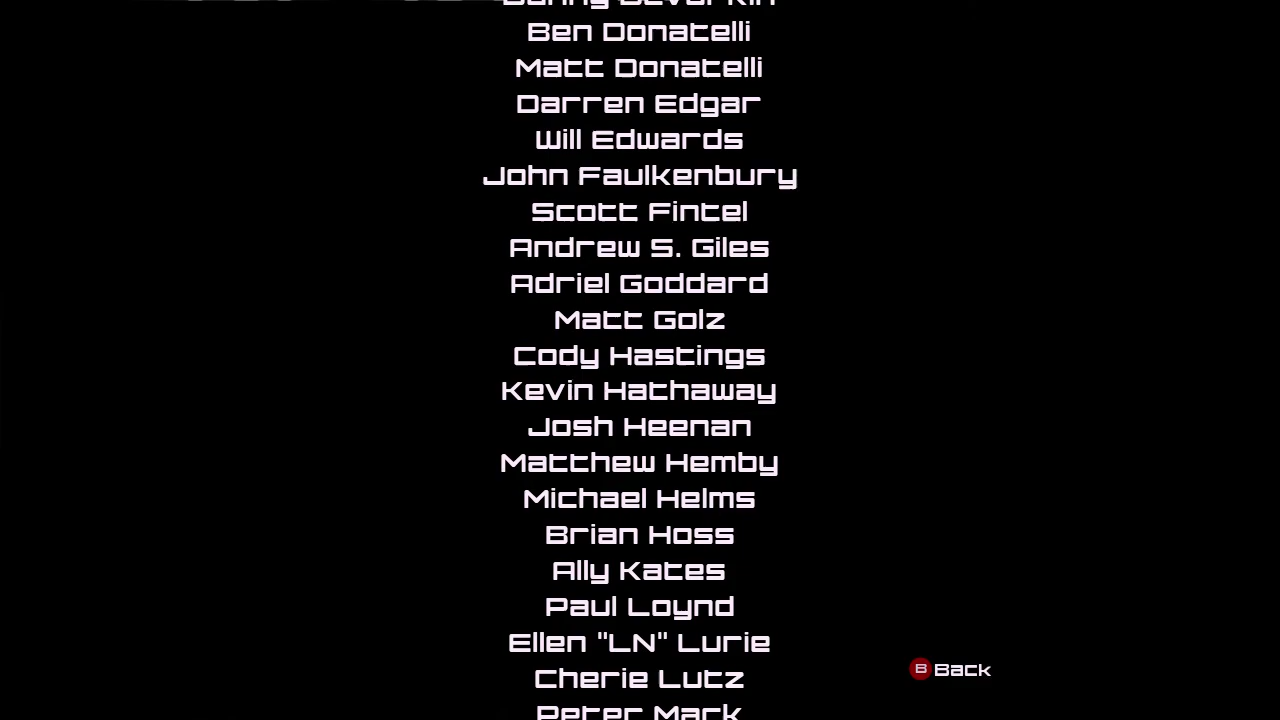 Ben Donatelli
Matt Donatelli
Darren Edgar
Will Edwards
John Faulkenbury
Scott Fintel
Andrew S. Giles
Adriel Goddard
Matt Golz
Cody Hastings
Kevin Hathaway
Josh Heenan
Matthew Hemby
Michael Helms
Brian Hoss
Ally Kates
Paul Loynd
Ellen "LN" Lurie
B Back
Cherie Lutz
Peter Mark